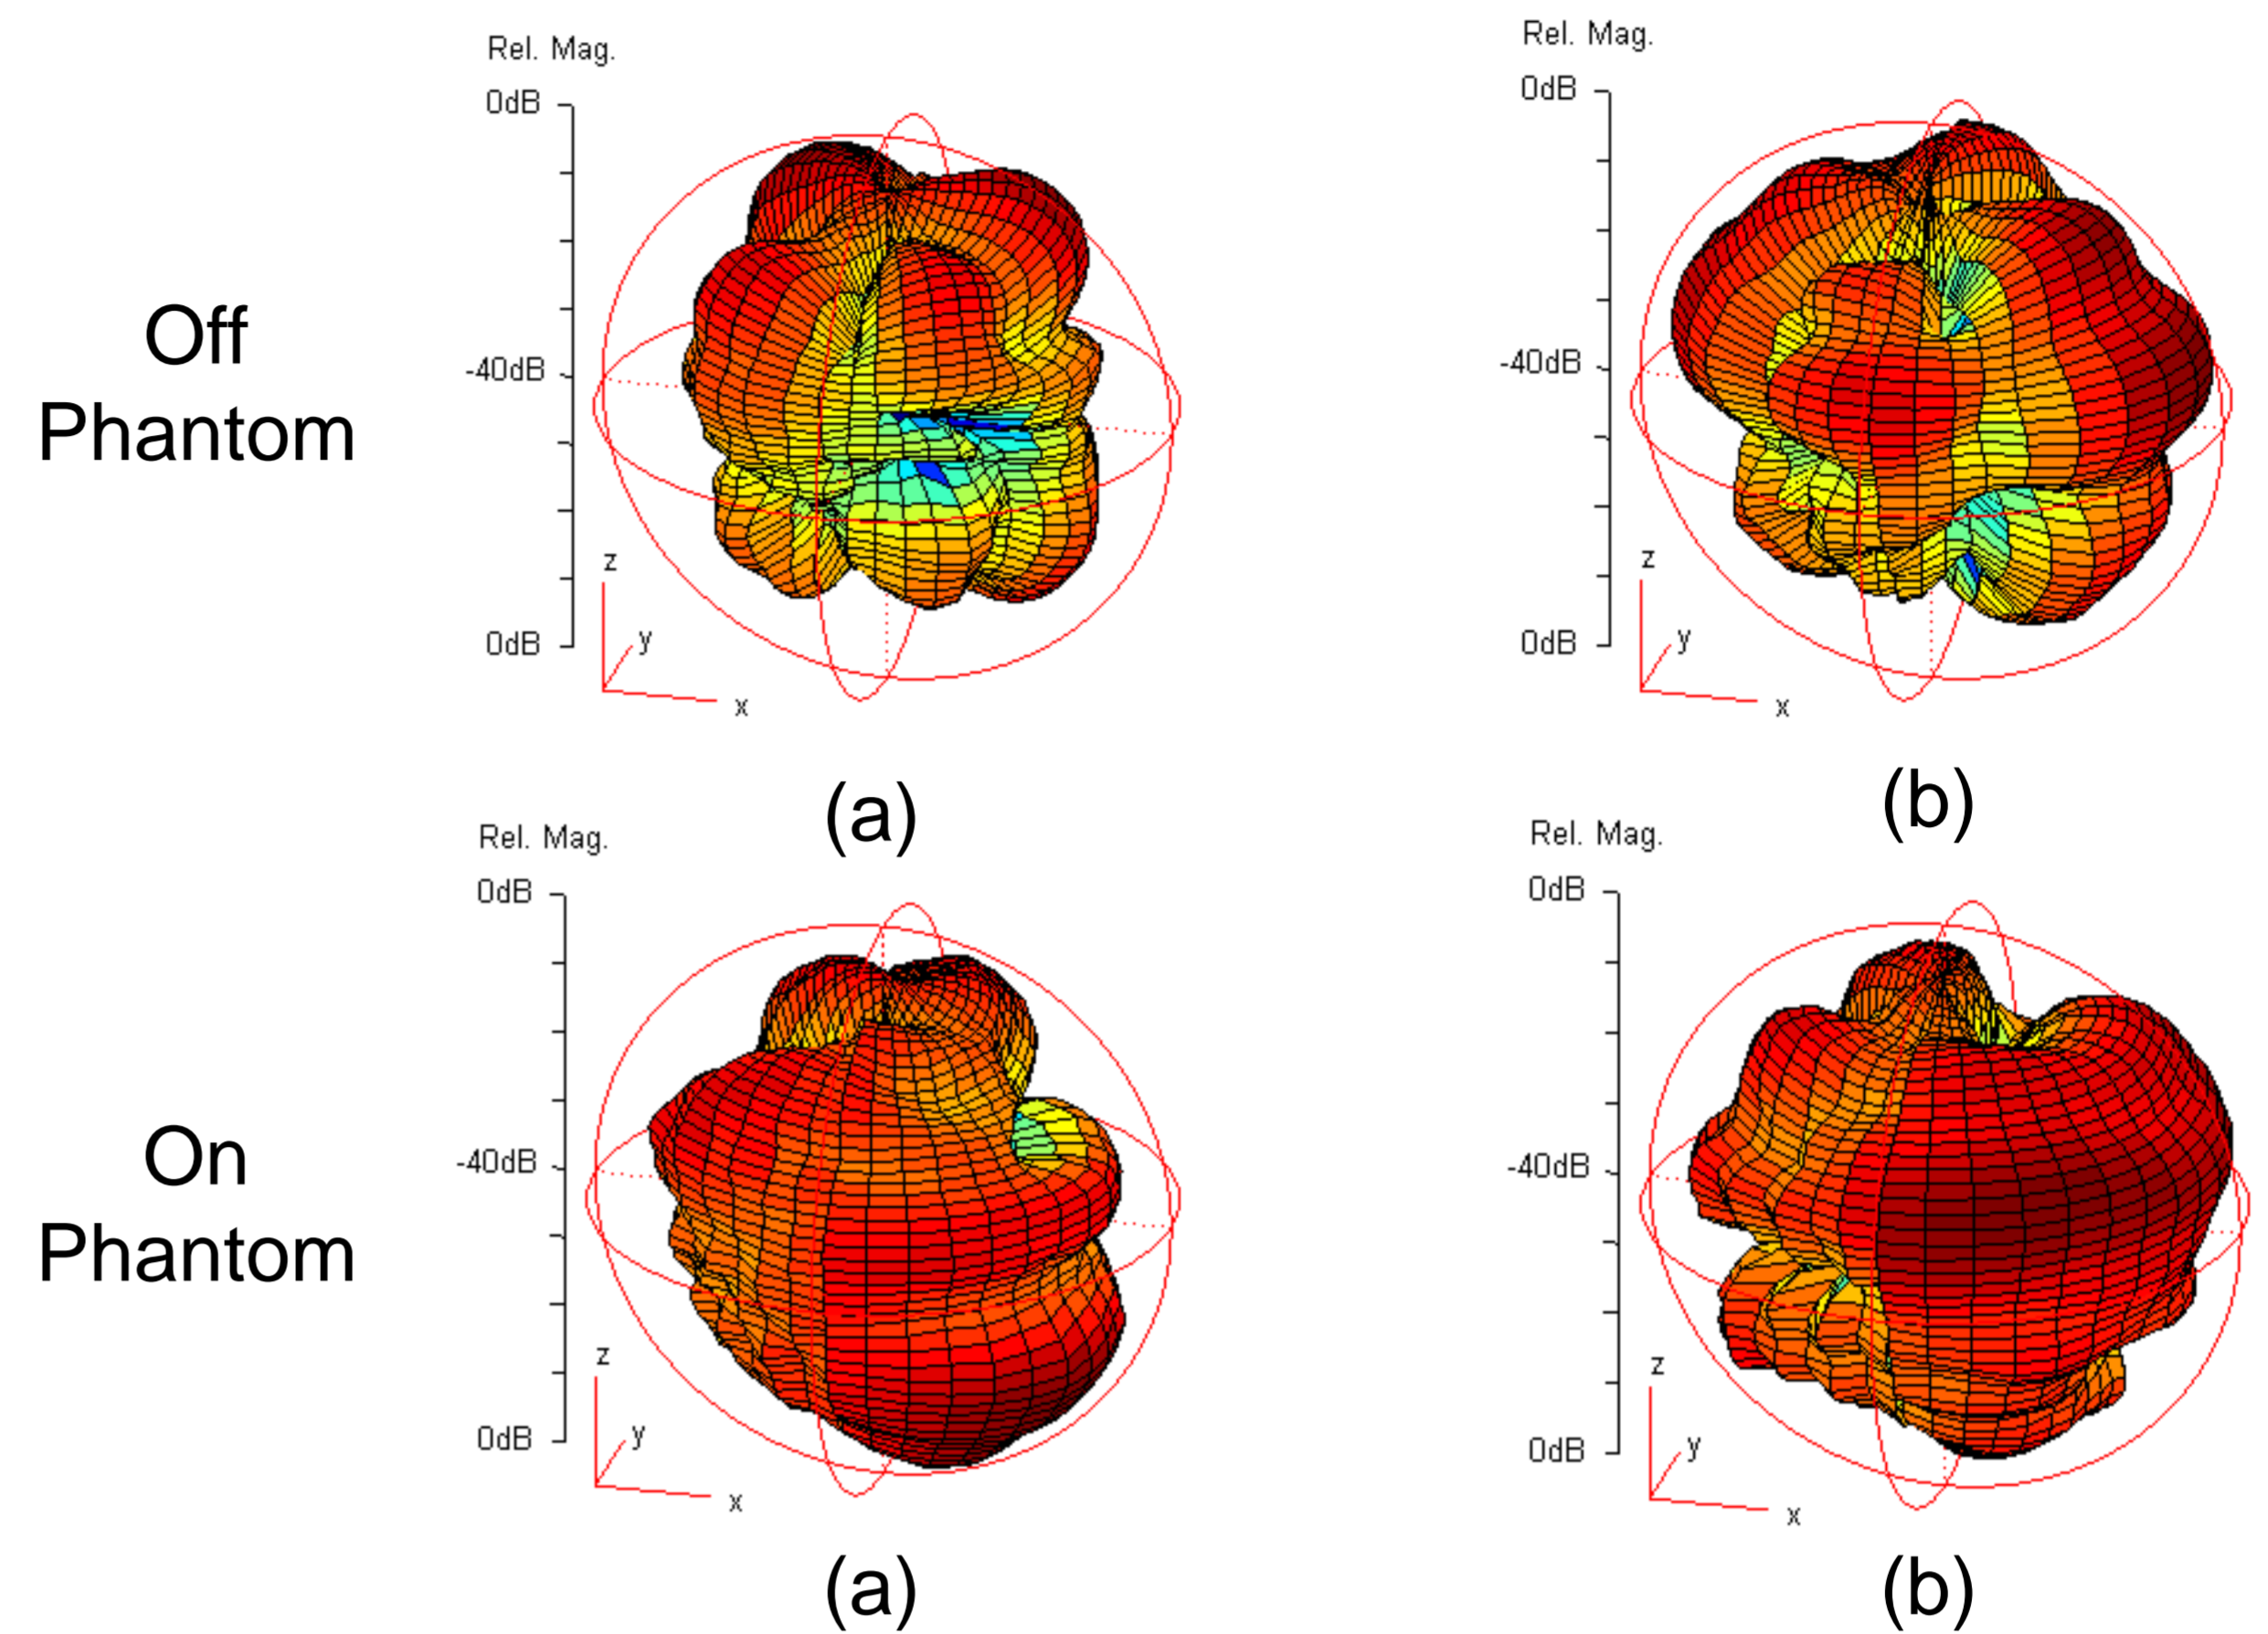 Rel. Mag.
0dB
-40dB
0dB
z
y
x
Rel. Mag.
0dB
-40dB
0dB
z
y
x
Off
Phantom
(a)
(b)
Rel. Mag.
0dB
-40dB
0dB
z
y
x
Rel. Mag.
0dB
-40dB
0dB
z
y
x
On
Phantom
(a)
(b)